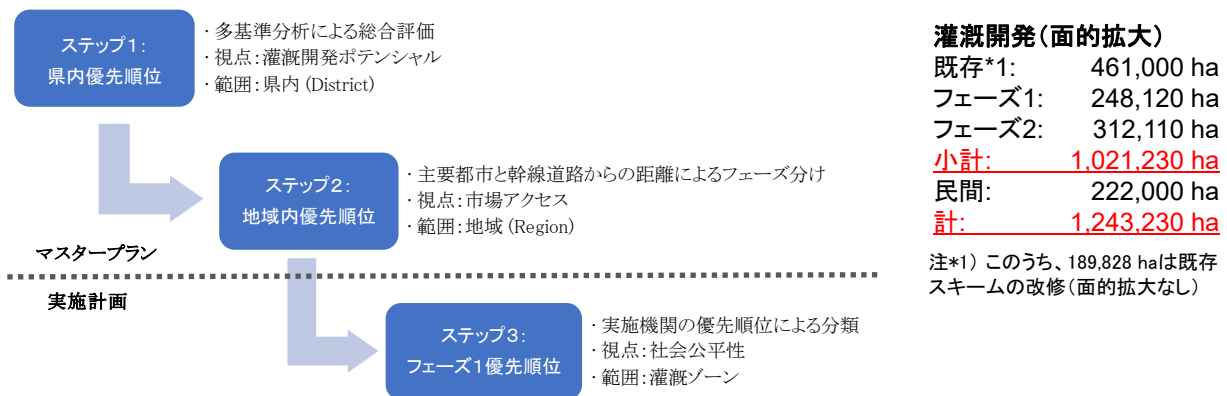 ステップ1:
県内優先順位
・多基準分析による総合評価
・視点:灌漑開発ポテンシャル
・範囲:県内 (District)
ステップ2:
地域内優先順位
・主要都市と幹線道路からの距離によるフェーズ分け
・視点:市場アクセス
・範囲:地域 (Region)
マスタープラン
実施計画
ステップ3:
フェーズ1優先順位
・実施機関の優先順位による分類
・視点:社会公平性
・範囲:灌漑ゾーン
灌漑開発(面的拡大)
既存*1: 461,000 ha
フェーズ1: 248,120 ha
フェーズ2: 312,110 ha
小計: 1,021,230 ha
民間: 222,000 ha
計: 1,243,230 ha
注*1) このうち、189,828 haは既存
スキームの改修(面的拡大なし)